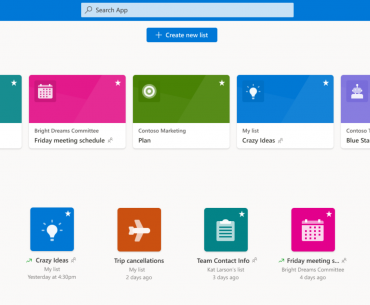 Search App
+ Create new list
Bright Dreams Committee
Friday meeting schedule
Contoso Marketing
Plan
My list
Crazy Ideas
Contoso T
Blue Sta
Crazy Ideas
My list
Yesterday at 4:30pm
Trip cancellations
My list
2 days ago
Team Contact Info
Kat Larson's list
3 days ago
Friday meeting s...
Bright Dreams Committee
4 days ago